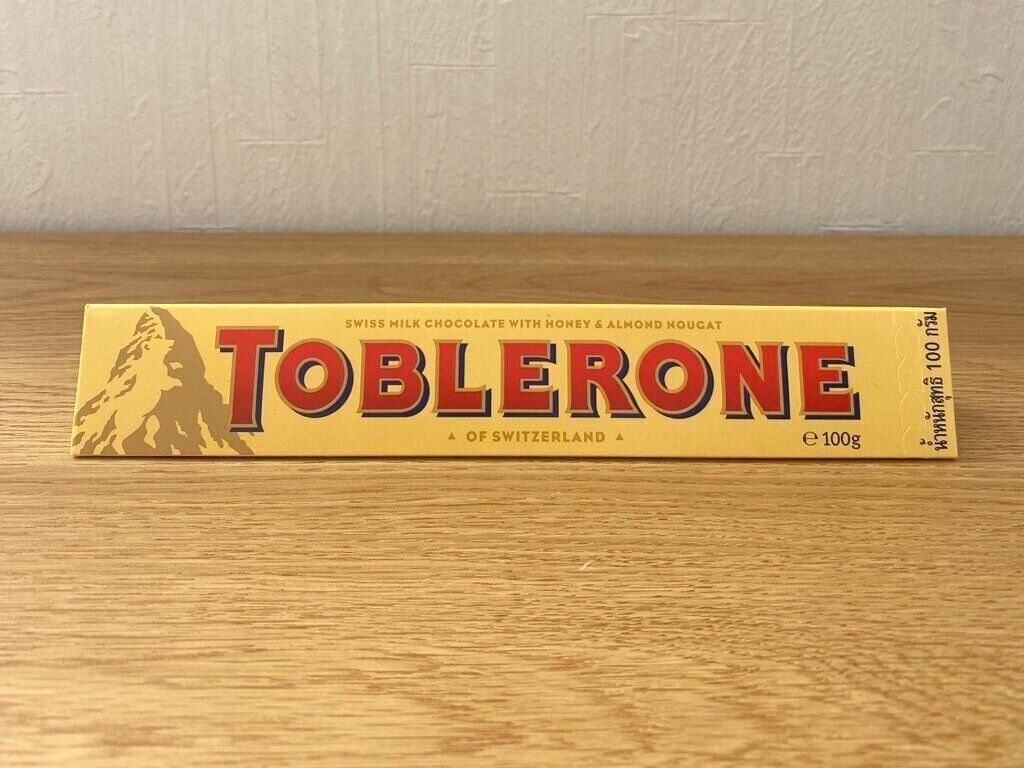 SWISS MILK CHOCOLATE WITH HONEY & ALMOND NOUGAT
TOBLERONE
▲ OF SWITZERLAND ▲
℮ 100g
น้ำหนักสุทธิ 100 กรัม